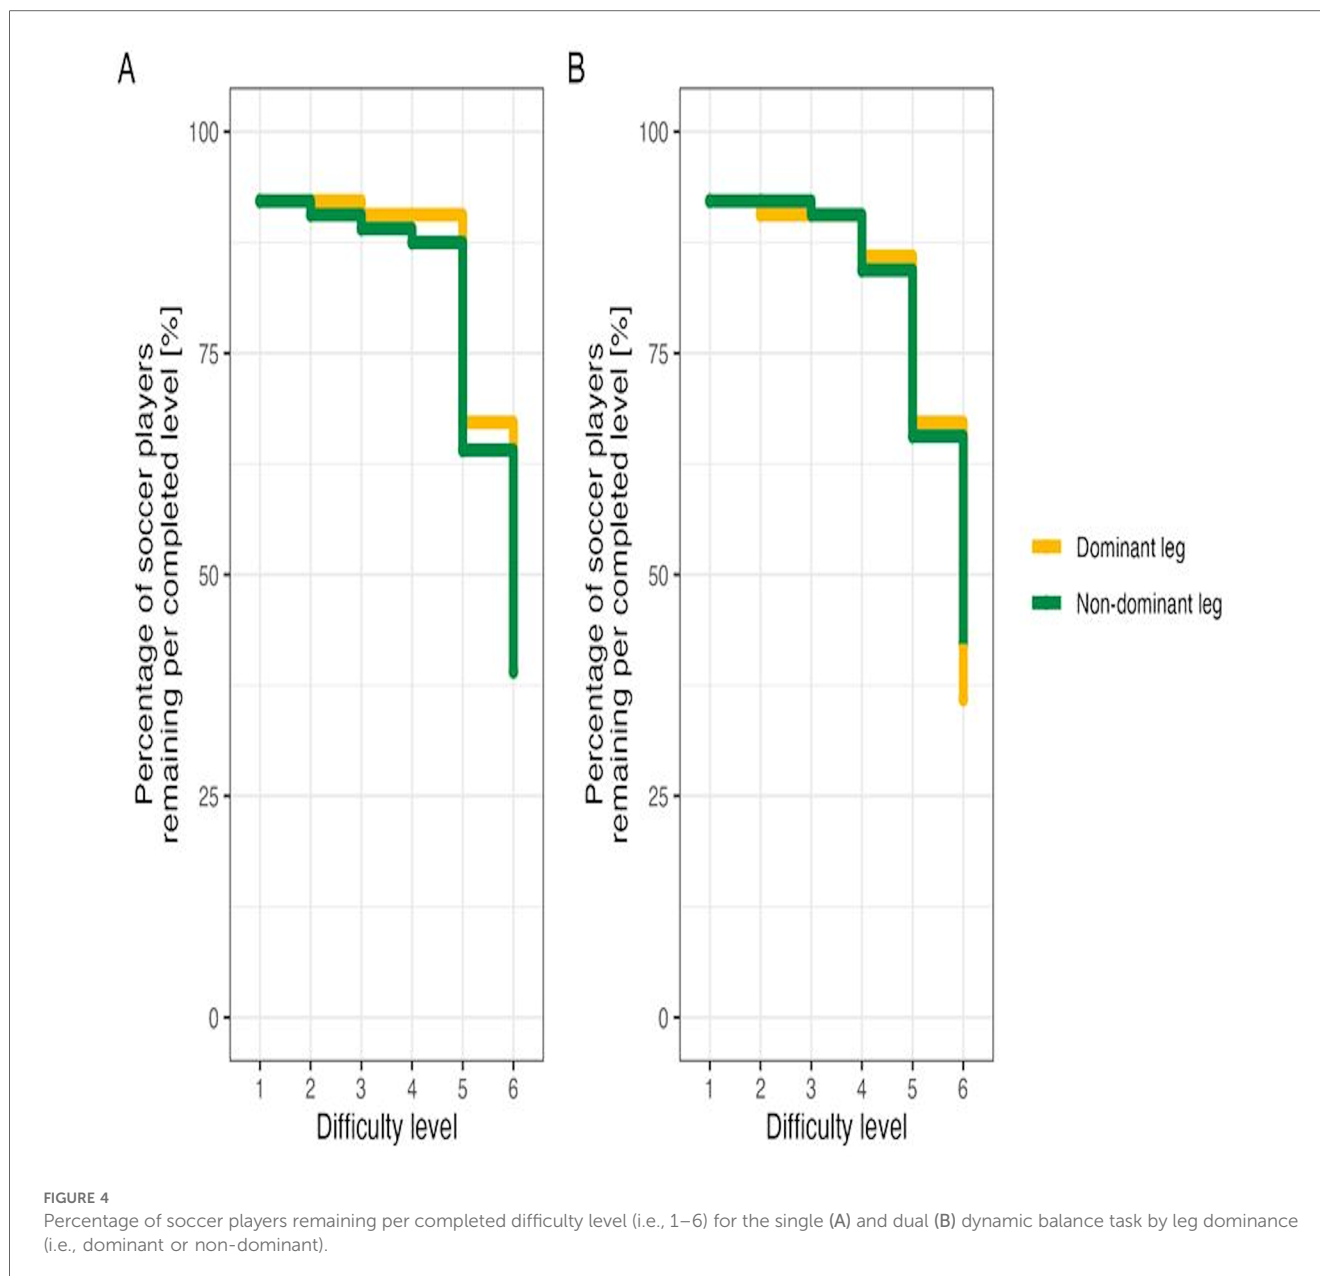 A
B
100
75
50
25
0
Percentage of soccer players
remaining per completed level [%]
1 2 3 4 5 6
Difficulty level
100
75
50
25
0
Percentage of soccer players
remaining per completed level [%]
1 2 3 4 5 6
Difficulty level
Dominant leg
Non-dominant leg
FIGURE 4
Percentage of soccer players remaining per completed difficulty level (i.e., 1–6) for the single (A) and dual (B) dynamic balance task by leg dominance
(i.e., dominant or non-dominant).